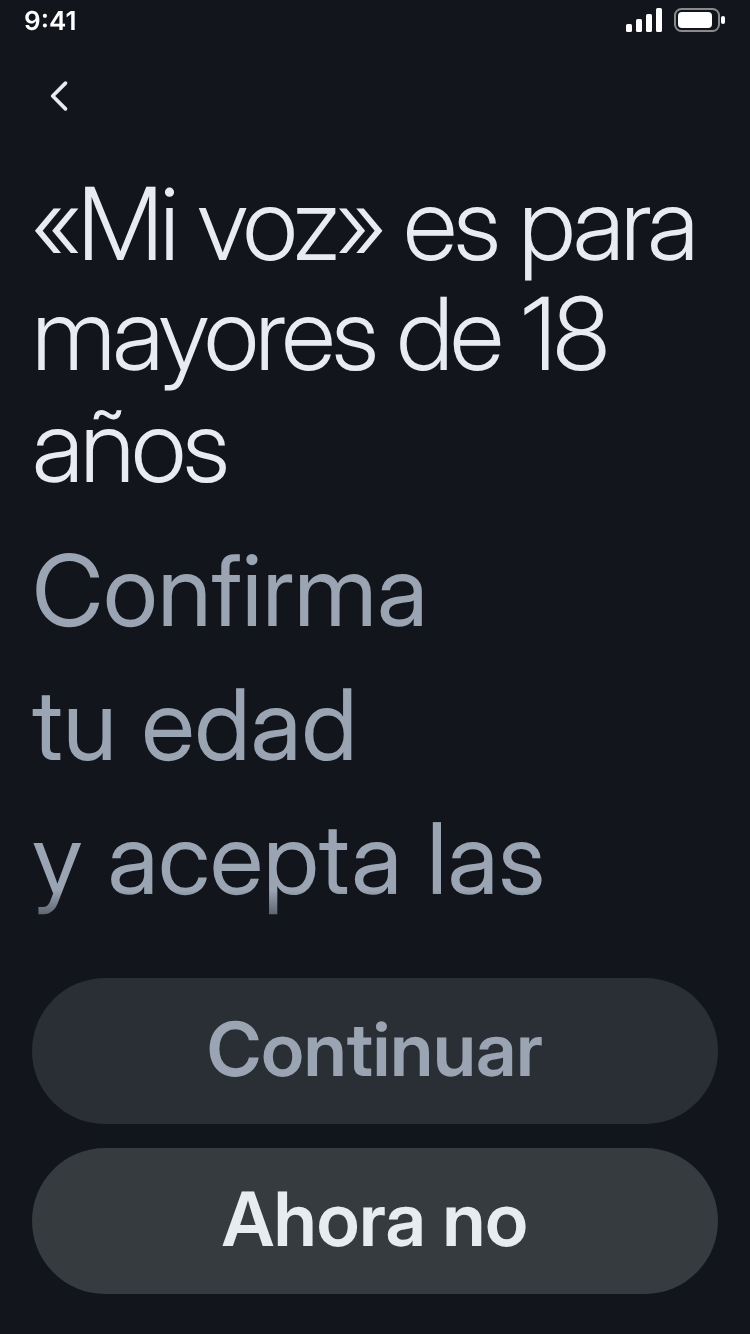 9:41
«Mi voz» es para
mayores de 18
años
Confirma
tu edad
y acepta las
Continuar
Ahora no